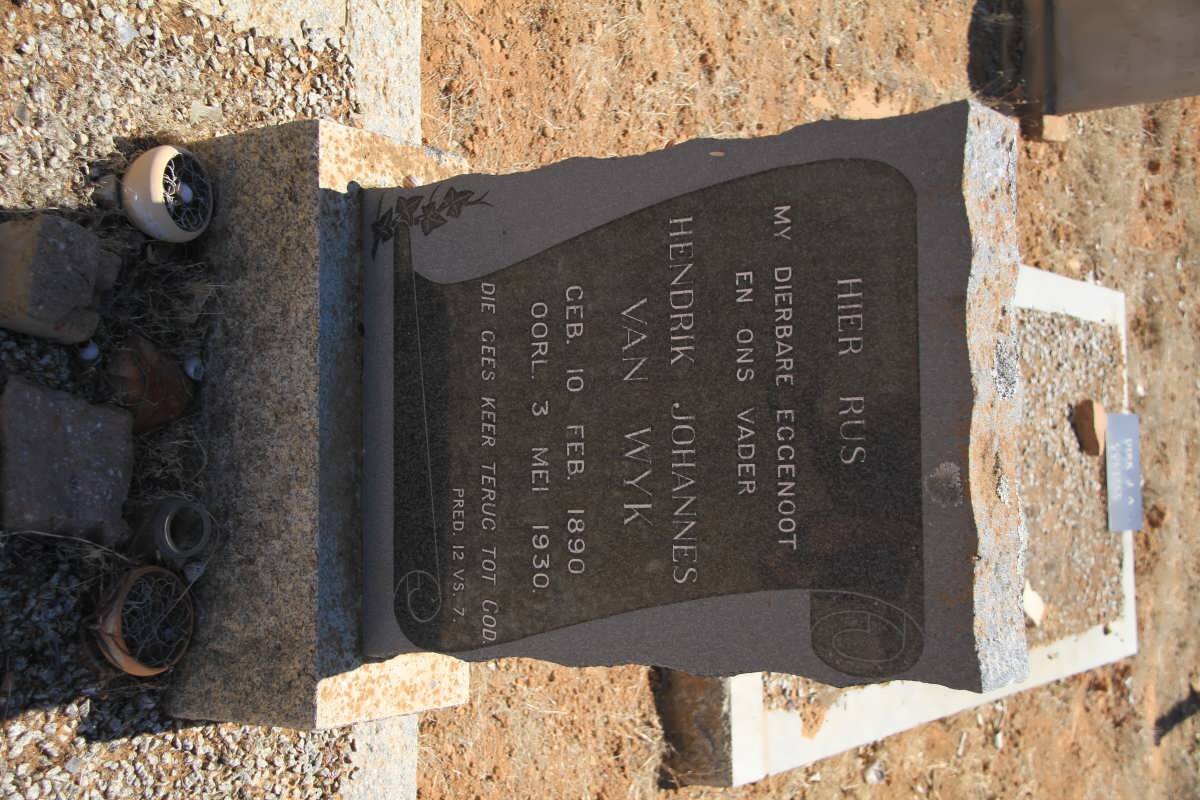 HIER RUS
MY DIERBARE EGGENOOT
EN ONS VADER
HENDRIK JOHANNES
VAN WYK
GEB. 10 FEB. 1890
OORL. 3 MEI 1930.
DIE GEES KEER TERUG TOT GOD.
PRED. 12 VS. 7.